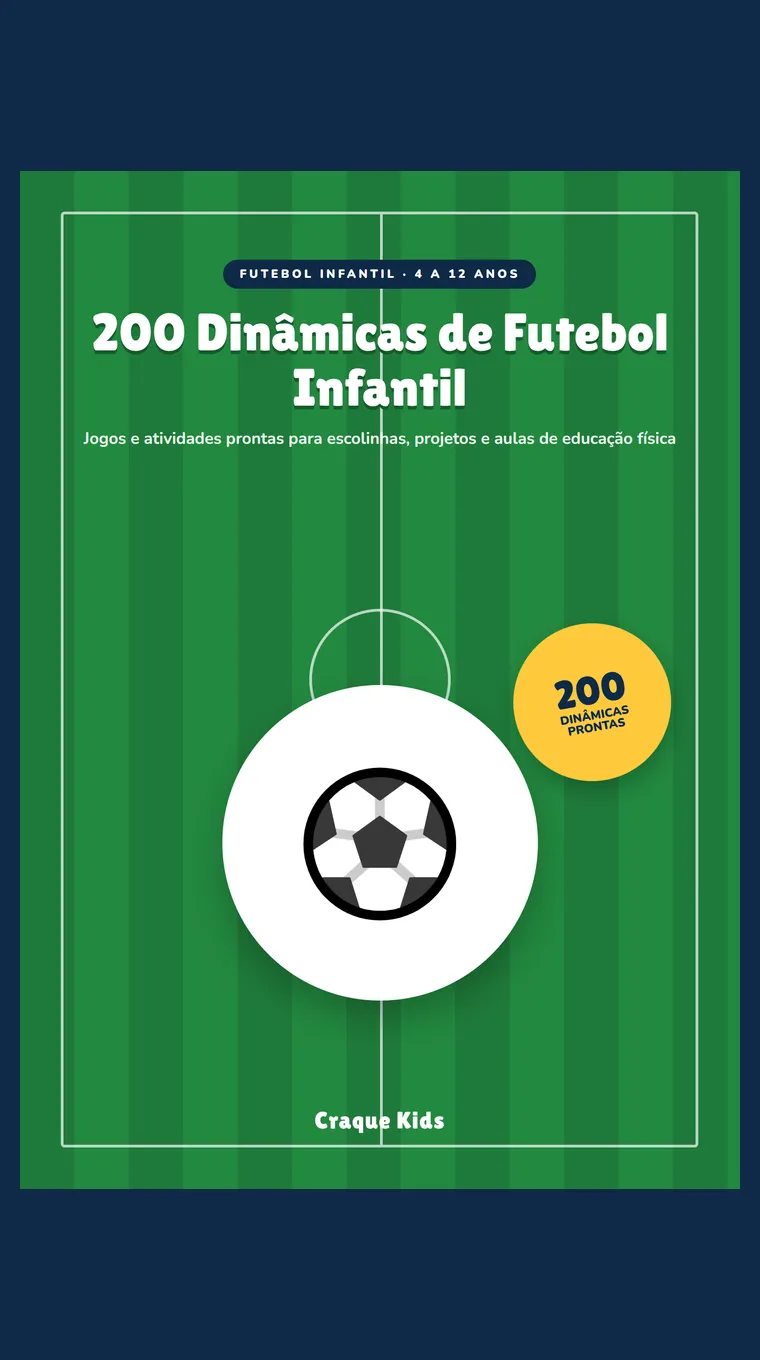 FUTEBOL INFANTIL · 4 A 12 ANOS
200 Dinâmicas de Futebol
Infantil
Jogos e atividades prontas para escolinhas, projetos e aulas de educação física
200
DINÂMICAS
PRONTAS
Craque Kids